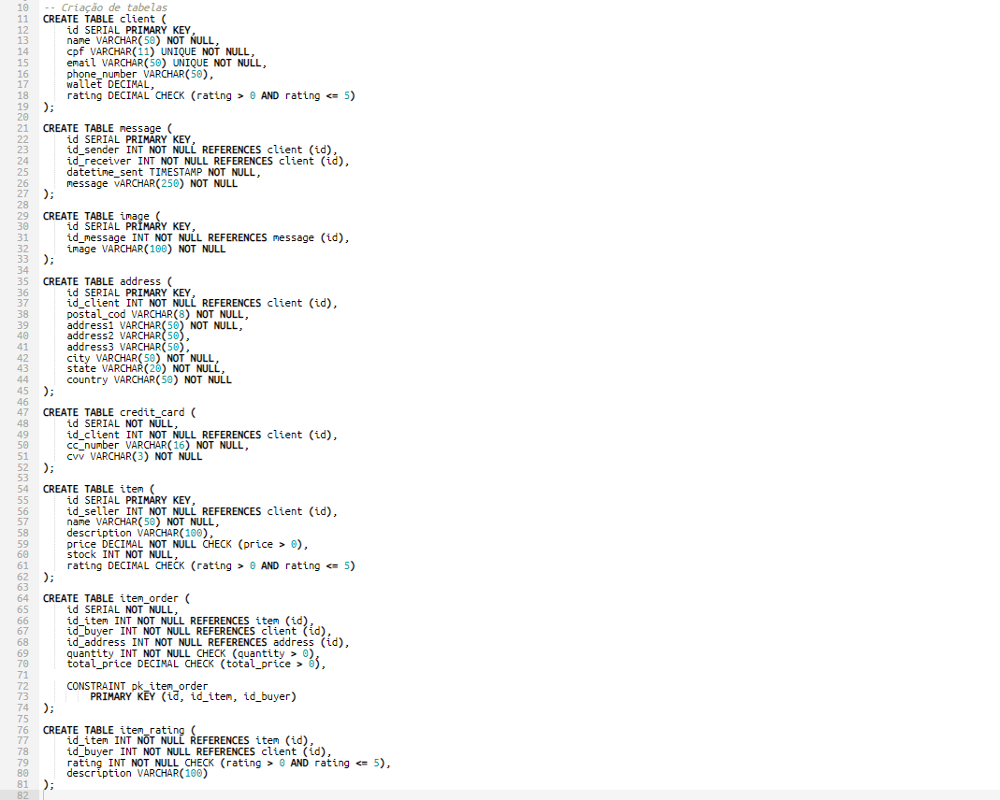 10 -- Criação de tabelas
11 CREATE TABLE client (
12 id SERIAL PRIMARY KEY,
13 name VARCHAR(50) NOT NULL,
14 cpf VARCHAR(11) UNIQUE NOT NULL,
15 email VARCHAR(50) UNIQUE NOT NULL,
16 phone_number VARCHAR(50),
17 wallet DECIMAL,
18 rating DECIMAL CHECK (rating > 0 AND rating <= 5)
19 );
20
21 CREATE TABLE message (
22 id SERIAL PRIMARY KEY,
23 id_sender INT NOT NULL REFERENCES client (id),
24 id_receiver INT NOT NULL REFERENCES client (id),
25 datetime_sent TIMESTAMP NOT NULL,
26 message vARCHAR(250) NOT NULL
27 );
28
29 CREATE TABLE image (
30 id SERIAL PRIMARY KEY,
31 id_message INT NOT NULL REFERENCES message (id),
32 image VARCHAR(100) NOT NULL
33 );
34
35 CREATE TABLE address (
36 id SERIAL PRIMARY KEY,
37 id_client INT NOT NULL REFERENCES client (id),
38 postal_cod VARCHAR(8) NOT NULL,
39 address1 VARCHAR(50) NOT NULL,
40 address2 VARCHAR(50),
41 address3 VARCHAR(50),
42 city VARCHAR(50) NOT NULL,
43 state VARCHAR(20) NOT NULL,
44 country VARCHAR(50) NOT NULL
45 );
46
47 CREATE TABLE credit_card (
48 id SERIAL NOT NULL,
49 id_client INT NOT NULL REFERENCES client (id),
50 cc_number VARCHAR(16) NOT NULL,
51 cvv VARCHAR(3) NOT NULL
52 );
53
54 CREATE TABLE item (
55 id SERIAL PRIMARY KEY,
56 id_seller INT NOT NULL REFERENCES client (id),
57 name VARCHAR(50) NOT NULL,
58 description VARCHAR(100),
59 price DECIMAL NOT NULL CHECK (price > 0),
60 stock INT NOT NULL,
61 rating DECIMAL CHECK (rating > 0 AND rating <= 5)
62 );
63
64 CREATE TABLE item_order (
65 id SERIAL NOT NULL,
66 id_item INT NOT NULL REFERENCES item (id),
67 id_buyer INT NOT NULL REFERENCES client (id),
68 id_address INT NOT NULL REFERENCES address (id),
69 quantity INT NOT NULL CHECK (quantity > 0),
70 total_price DECIMAL CHECK (total_price > 0),
71
72 CONSTRAINT pk_item_order
73 PRIMARY KEY (id, id_item, id_buyer)
74 );
75
76 CREATE TABLE item_rating (
77 id_item INT NOT NULL REFERENCES item (id),
78 id_buyer INT NOT NULL REFERENCES client (id),
79 rating INT NOT NULL CHECK (rating > 0 AND rating <= 5),
80 description VARCHAR(100)
81 );
82